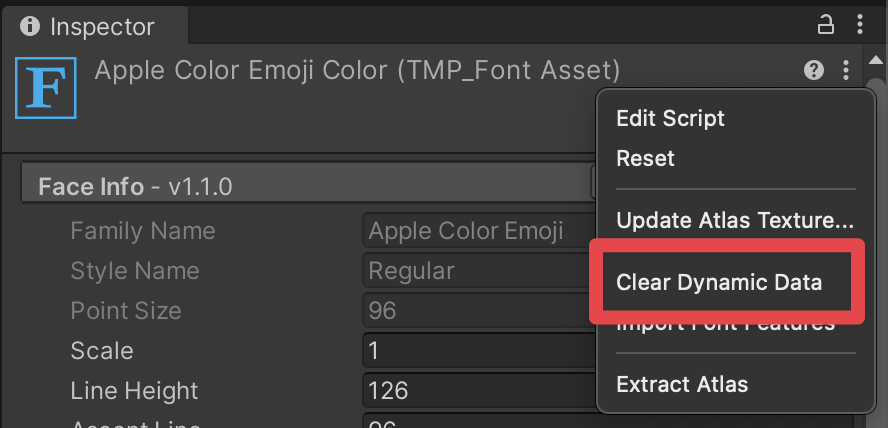 Inspector
F
Apple Color Emoji Color (TMP_Font Asset)
Edit Script
Reset
Face Info - v1.1.0
Update Atlas Texture...
Family Name Apple Color Emoji
Style Name Regular
Clear Dynamic Data
Point Size 96
Import Font Features
Scale 1
Line Height 126
Extract Atlas
Ascent Line 96